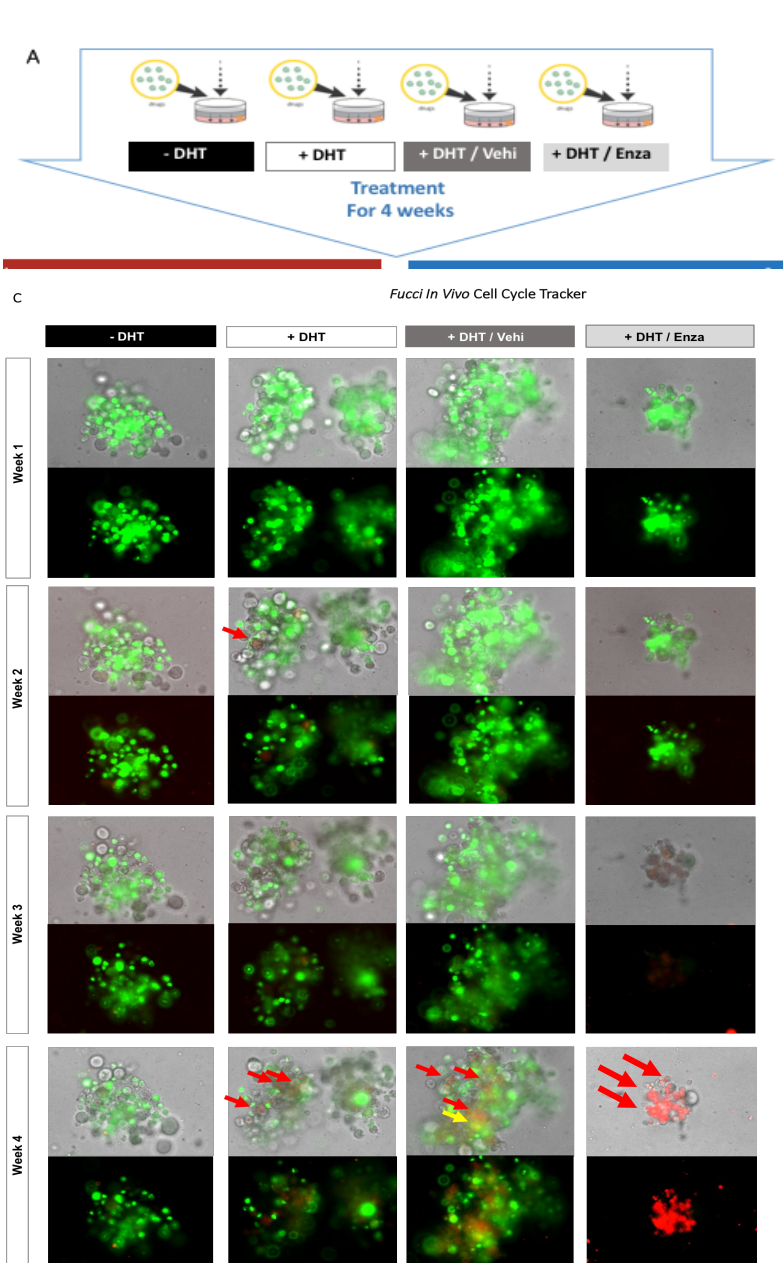 A
- DHT
+ DHT
+ DHT / Vehi
+ DHT / Enza
Treatment
For 4 weeks
C
Fucci In Vivo Cell Cycle Tracker
- DHT
+ DHT
+ DHT / Vehi
+ DHT / Enza
Week 1
Week 2
Week 3
Week 4